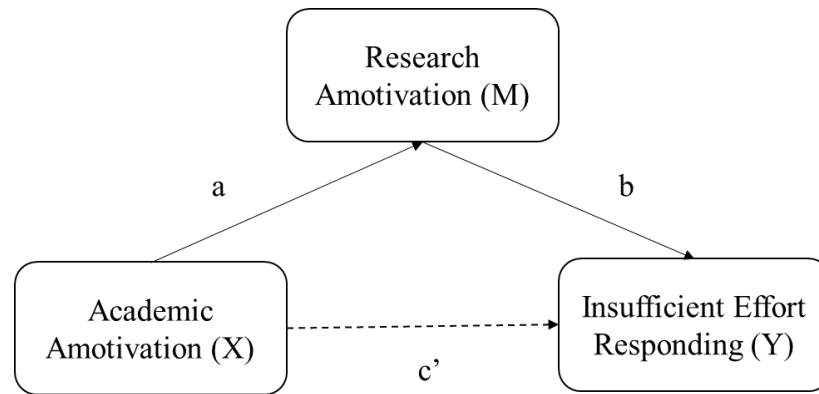 Research
Amotivation (M)
a
b
Academic
Amotivation (X)
Insufficient Effort
Responding (Y)
c’